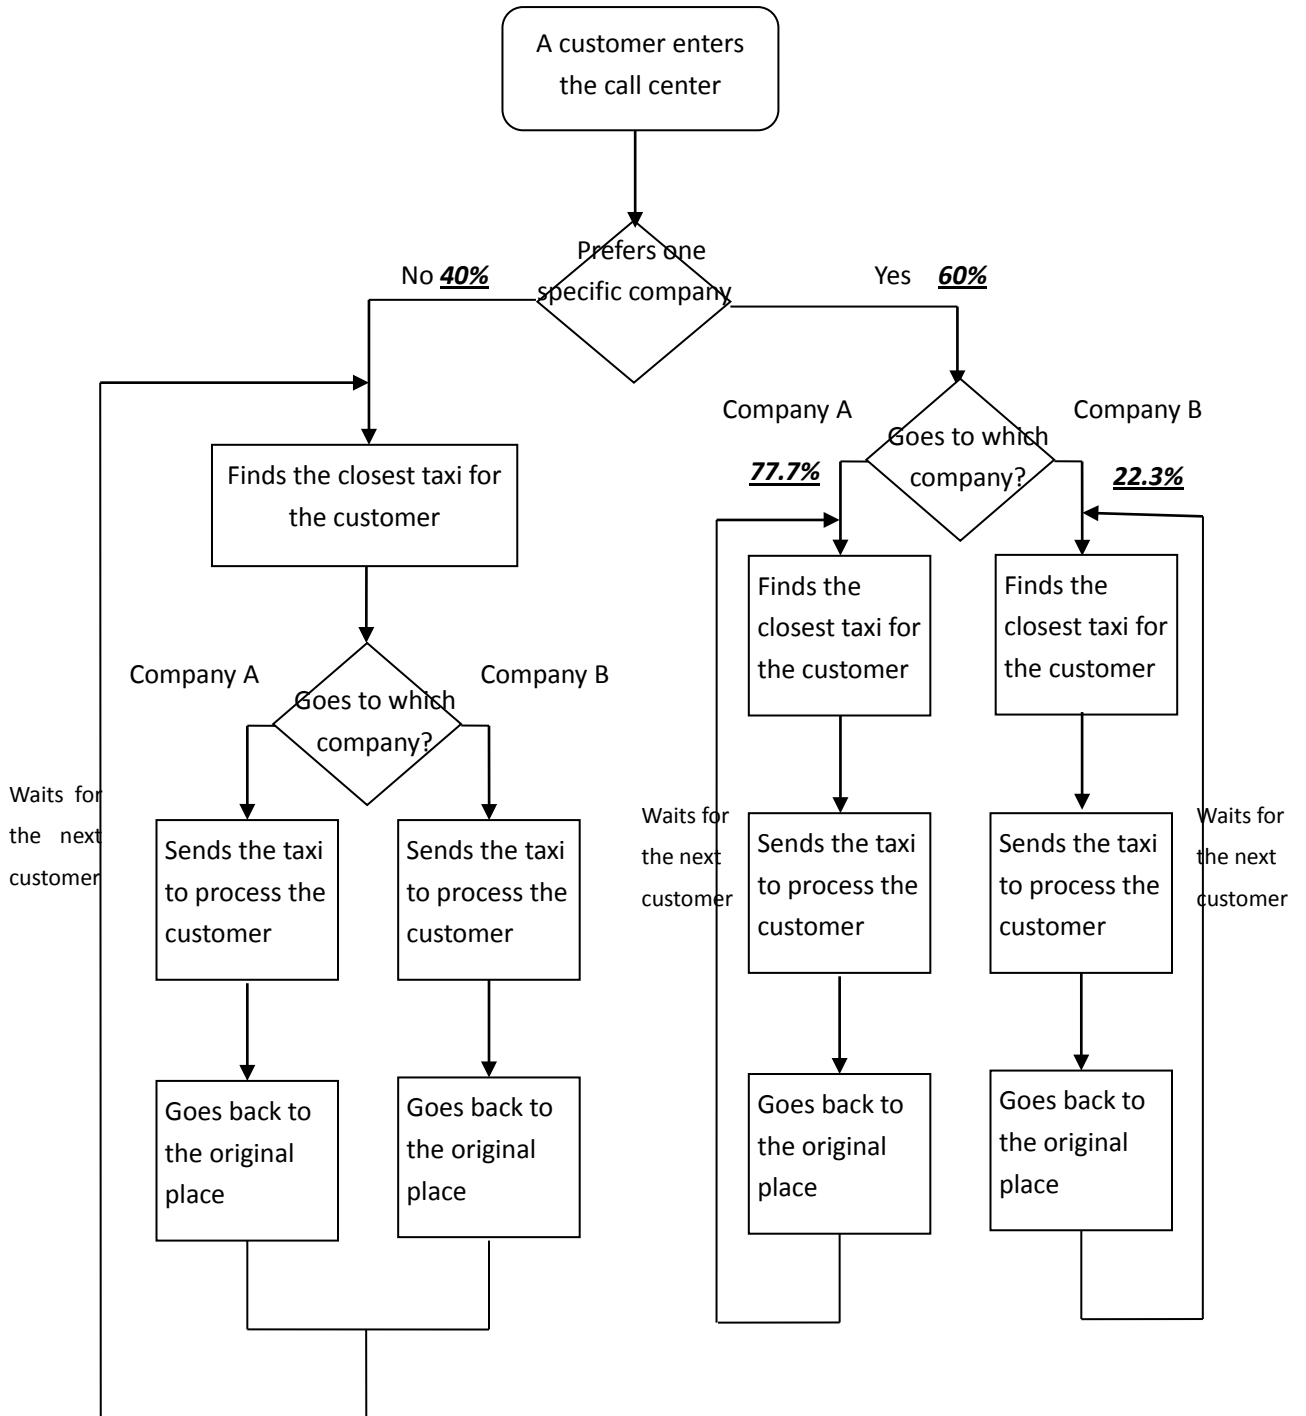 A customer enters
the call center
Prefers one
specific company
No 40%
Yes 60%
Company A
Company B
Goes to which
company?
77.7%
22.3%
Finds the closest taxi for
the customer
Finds the
closest taxi for
the customer
Finds the
closest taxi for
the customer
Company A
Company B
Goes to which
company?
Waits for
the next
customer
Sends the taxi
to process the
customer
Sends the taxi
to process the
customer
Waits for
the next
customer
Sends the taxi
to process the
customer
Sends the taxi
to process the
customer
Waits for
the next
customer
Goes back to
the original
place
Goes back to
the original
place
Goes back to
the original
place
Goes back to
the original
place